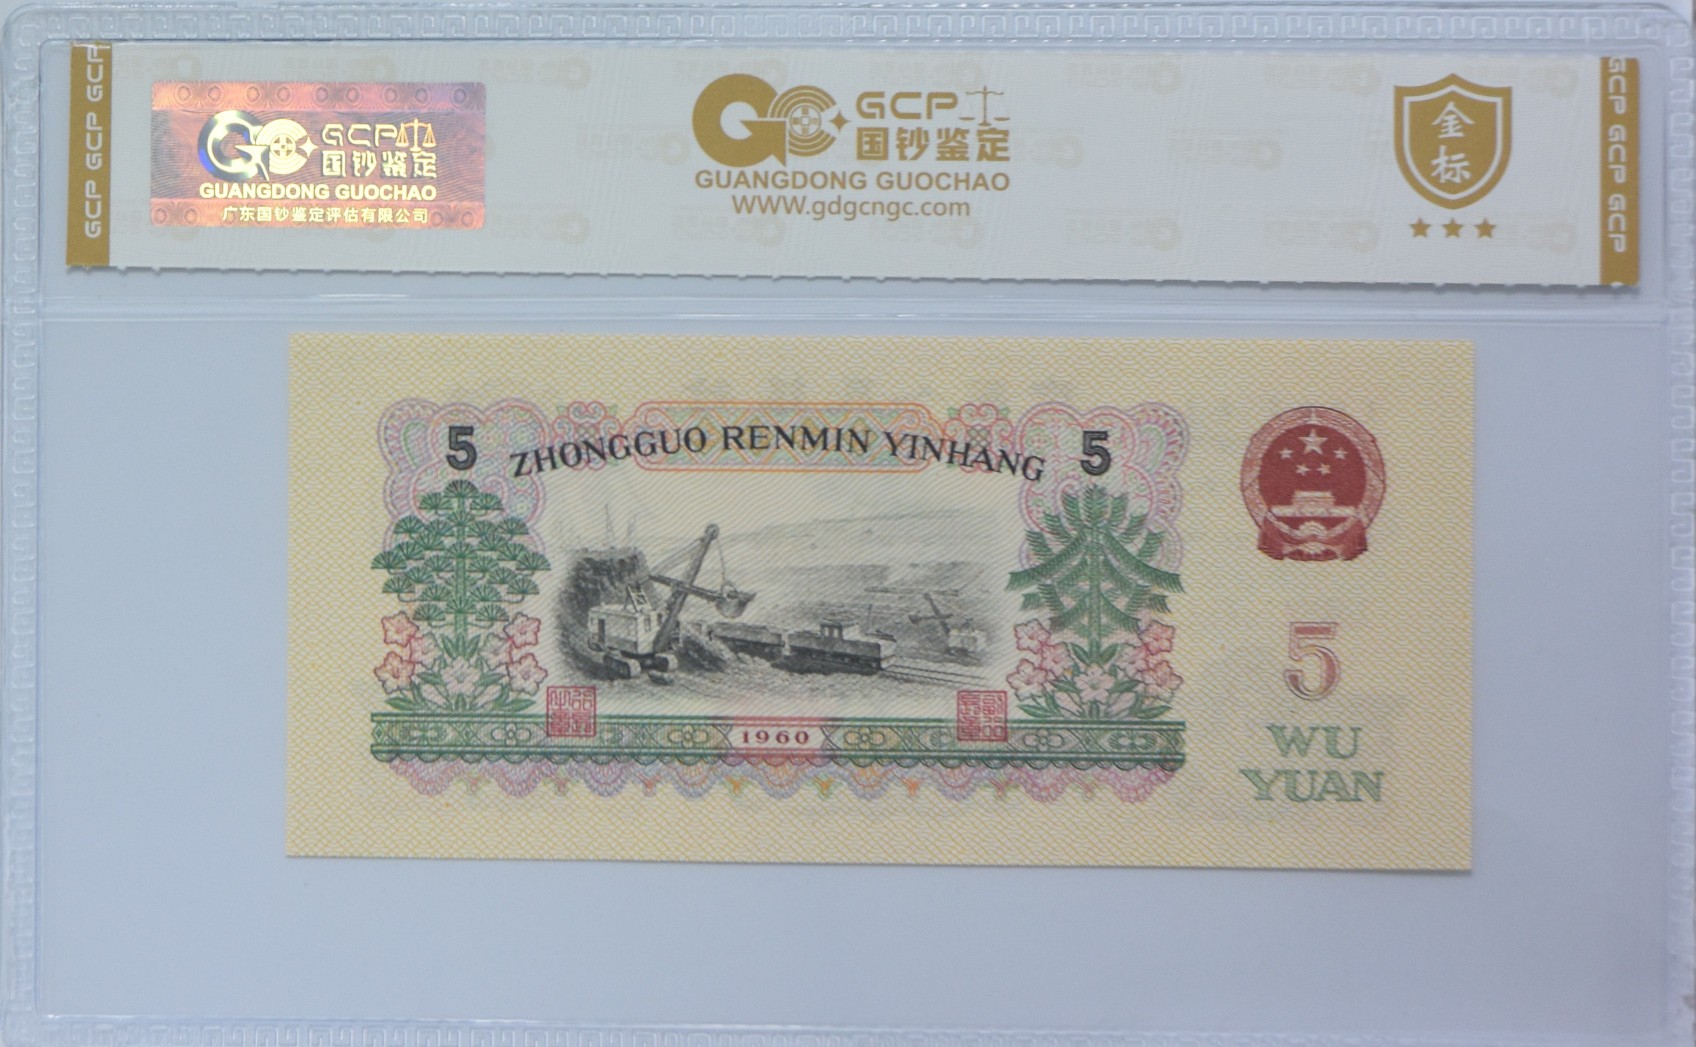 GCP GCP GCP
GCP
国钞鉴定
GUANGDONG GUOCHAO
广东国钞鉴定评估有限公司
GCP
国钞鉴定
GUANGDONG GUOCHAO
WWW.gdgcngc.com
金
标
GCP GCP GCP
5 ZHONGGUO RENMIN YINHANG 5
1960
5
WU
YUAN